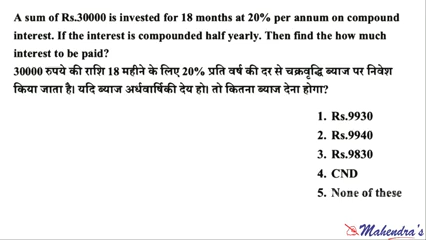 A sum of Rs.30000 is invested for 18 months at 20% per annum on compound
interest. If the interest is compounded half yearly. Then find the how much
interest to be paid?
30000 रुपये की राशि 18 महीने के लिए 20% प्रति वर्ष की दर से चक्रवृद्धि ब्याज पर निवेश
किया जाता है। यदि ब्याज अर्धवार्षिकी देय हो। तो कितना ब्याज देना होगा?
1. Rs.9930
2. Rs.9940
3. Rs.9830
4. CND
5. None of these
Mahendra's